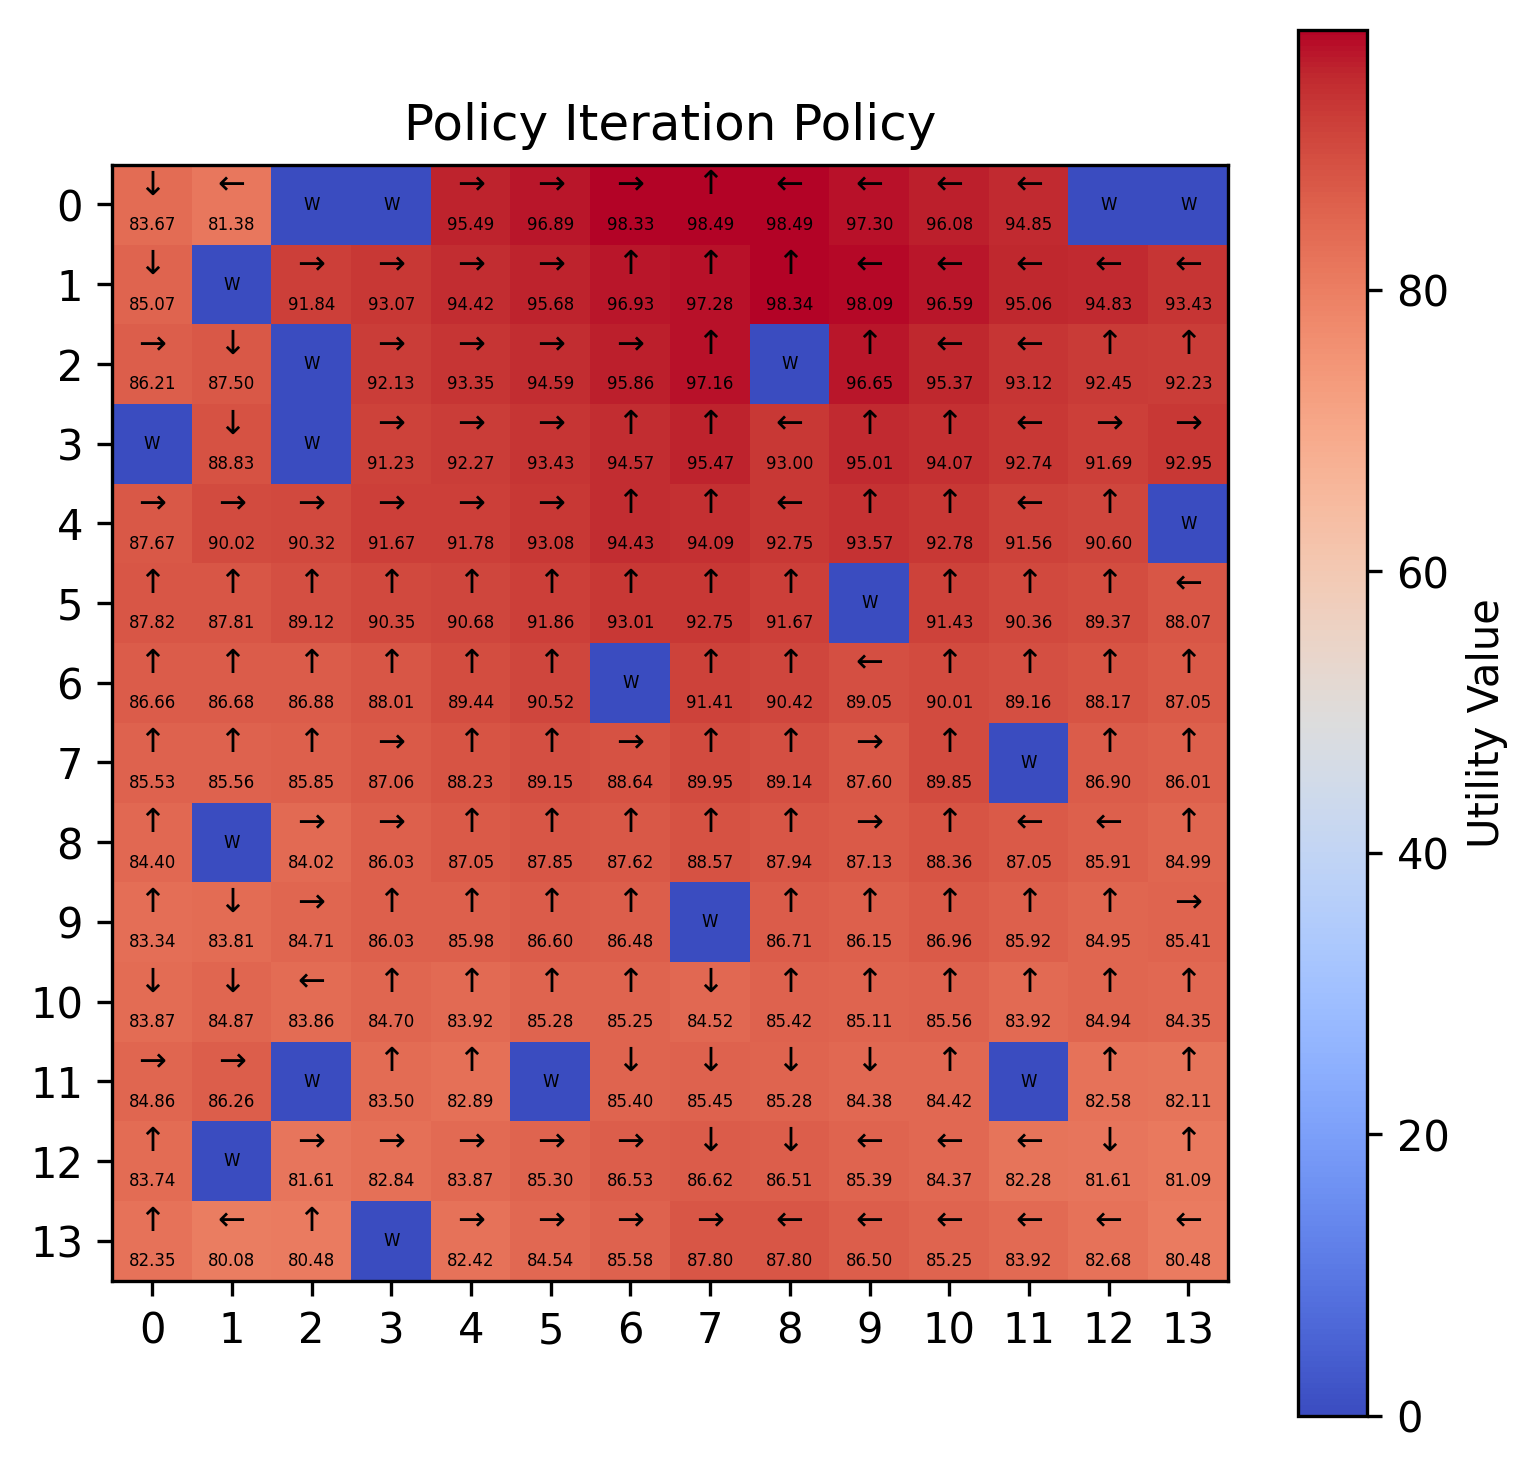 Policy Iteration Policy
0 ↓ ← W W → → → ↑ ← ← ← ← W W
83.67 81.38 95.49 96.89 98.33 98.49 98.49 97.30 96.08 94.85
1 ↓ W → → → → ↑ ↑ ↑ ← ← ← ← ←
85.07 91.84 93.07 94.42 95.68 96.93 97.28 98.34 98.09 96.59 95.06 94.83 93.43
2 → ↓ W → → → → ↑ W ↑ ← ← ↑ ↑
86.21 87.50 92.13 93.35 94.59 95.86 97.16 96.65 95.37 93.12 92.45 92.23
3 W ↓ W → → → ↑ ↑ ← ↑ ↑ ← → →
88.83 91.23 92.27 93.43 94.57 95.47 93.00 95.01 94.07 92.74 91.69 92.95
4 → → → → → → ↑ ↑ ← ↑ ↑ ← ↑ W
87.67 90.02 90.32 91.67 91.78 93.08 94.43 94.09 92.75 93.57 92.78 91.56 90.60
5 ↑ ↑ ↑ ↑ ↑ ↑ ↑ ↑ ↑ W ↑ ↑ ↑ ←
87.82 87.81 89.12 90.35 90.68 91.86 93.01 92.75 91.67 91.43 90.36 89.37 88.07
6 ↑ ↑ ↑ ↑ ↑ ↑ W ↑ ↑ ← ↑ ↑ ↑ ↑
86.66 86.68 86.88 88.01 89.44 90.52 91.41 90.42 89.05 90.01 89.16 88.17 87.05
7 ↑ ↑ ↑ → ↑ ↑ → ↑ ↑ → ↑ W ↑ ↑
85.53 85.56 85.85 87.06 88.23 89.15 88.64 89.95 89.14 87.60 89.85 86.90 86.01
8 ↑ W → → ↑ ↑ ↑ ↑ ↑ → ↑ ← ← ↑
84.40 84.02 86.03 87.05 87.85 87.62 88.57 87.94 87.13 88.36 87.05 85.91 84.99
9 ↑ ↓ → ↑ ↑ ↑ ↑ W ↑ ↑ ↑ ↑ ↑ →
83.34 83.81 84.71 86.03 85.98 86.60 86.48 86.71 86.15 86.96 85.92 84.95 85.41
10 ↓ ↓ ← ↑ ↑ ↑ ↑ ↓ ↑ ↑ ↑ ↑ ↑ ↑
83.87 84.87 83.86 84.70 83.92 85.28 85.25 84.52 85.42 85.11 85.56 83.92 84.94 84.35
11 → → W ↑ ↑ W ↓ ↓ ↓ ↓ ↑ W ↑ ↑
84.86 86.26 83.50 82.89 85.40 85.45 85.28 84.38 84.42 82.58 82.11
12 ↑ W → → → → → ↓ ↓ ← ← ← ↓ ↑
83.74 81.61 82.84 83.87 85.30 86.53 86.62 86.51 85.39 84.37 82.28 81.61 81.09
13 ↑ ← ↑ W → → → → ← ← ← ← ← ←
82.35 80.08 80.48 82.42 84.54 85.58 87.80 87.80 86.50 85.25 83.92 82.68 80.48
0 1 2 3 4 5 6 7 8 9 10 11 12 13
80
60
40
20
0
Utility Value